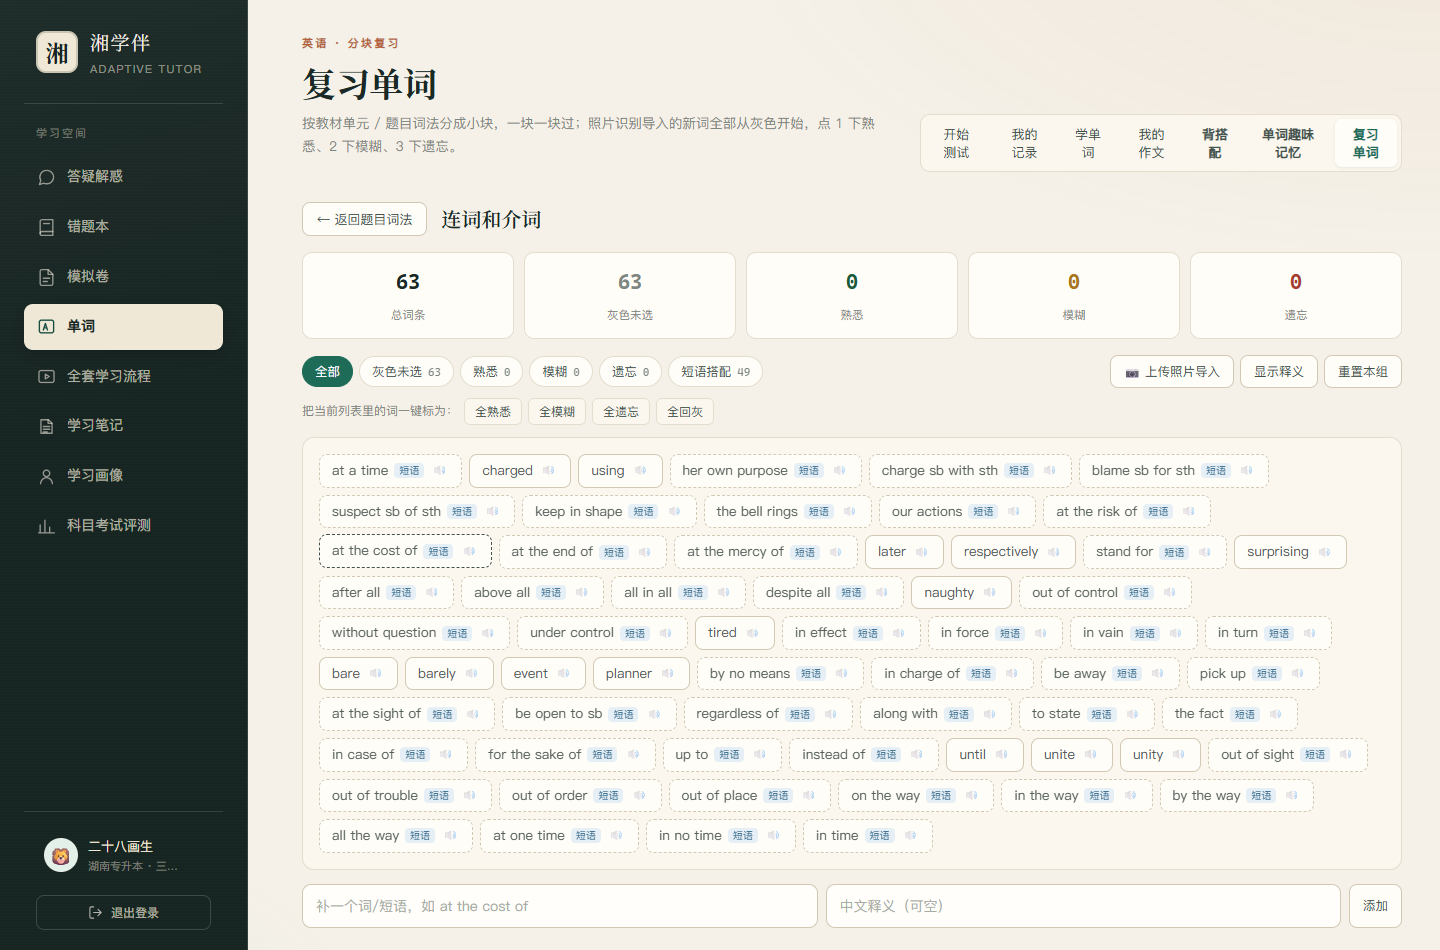 湘
湘学伴
ADAPTIVE TUTOR
学习空间
答疑解惑
错题本
模拟卷
单词
全套学习流程
学习笔记
学习画像
科目考试评测
二十八画生
湖南专升本 · 三...
退出登录
英语 · 分块复习
复习单词
按教材单元 / 题目词法分成小块，一块一块过；照片识别导入的新词全部从灰色开始，点 1 下熟
悉、2 下模糊、3 下遗忘。
开始测试 我的记录 学单词 我的作文 背搭配 单词趣味记忆 复习单词
← 返回题目词法 连词和介词
63 63 0 0 0
总词条 灰色未选 熟悉 模糊 遗忘
全部 灰色未选 63 熟悉 0 模糊 0 遗忘 0 短语搭配 49 上传照片导入 显示释义 重置本组
把当前列表里的词一键标为： 全熟悉 全模糊 全遗忘 全回灰
at a time 短语 charged using her own purpose 短语 charge sb with sth 短语 blame sb for sth 短语
suspect sb of sth 短语 keep in shape 短语 the bell rings 短语 our actions 短语 at the risk of 短语
at the cost of 短语 at the end of 短语 at the mercy of 短语 later respectively stand for 短语 surprising
after all 短语 above all 短语 all in all 短语 despite all 短语 naughty out of control 短语
without question 短语 under control 短语 tired in effect 短语 in force 短语 in vain 短语 in turn 短语
bare barely event planner by no means 短语 in charge of 短语 be away 短语 pick up 短语
at the sight of 短语 be open to sb 短语 regardless of 短语 along with 短语 to state 短语 the fact 短语
in case of 短语 for the sake of 短语 up to 短语 instead of 短语 until unite unity out of sight 短语
out of trouble 短语 out of order 短语 out of place 短语 on the way 短语 in the way 短语 by the way 短语
all the way 短语 at one time 短语 in no time 短语 in time 短语
补一个词/短语，如 at the cost of 中文释义（可空） 添加